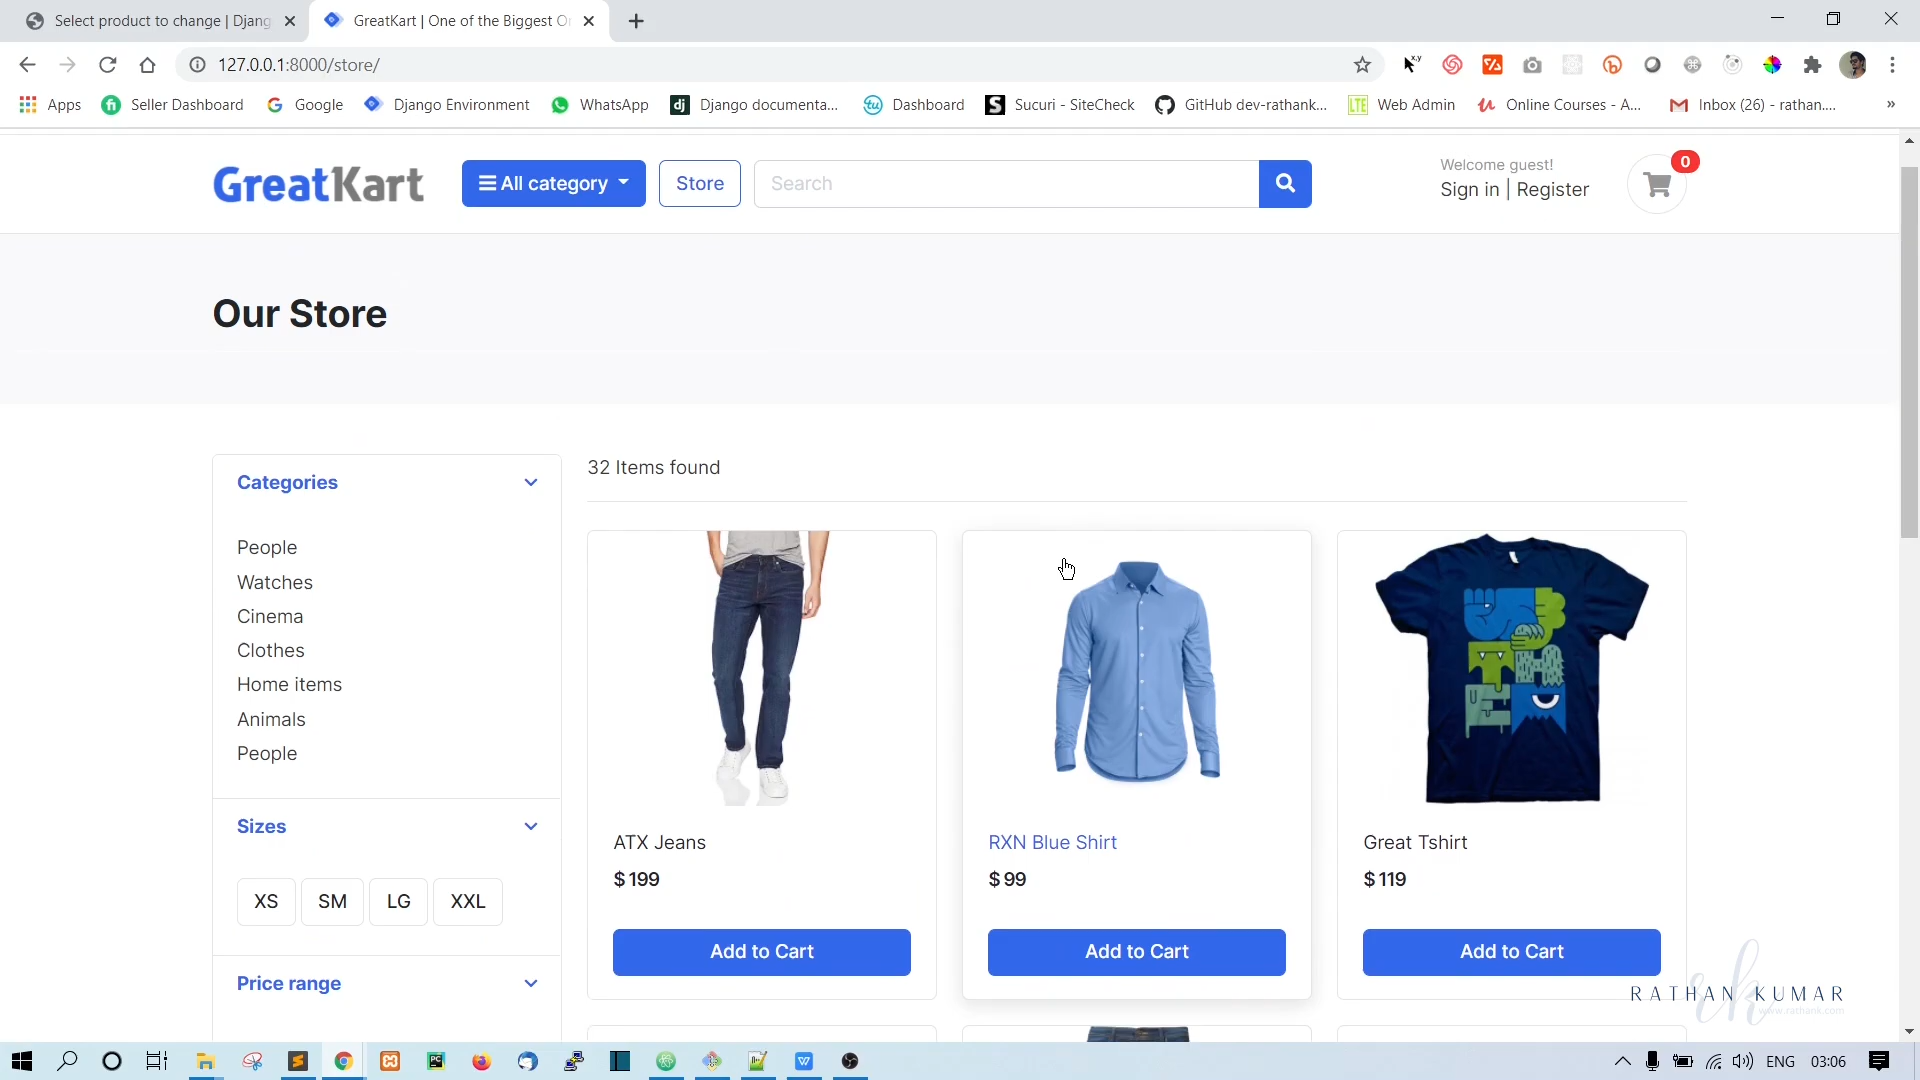 Select product to change | Djang
GreatKart | One of the Biggest O
127.0.0.1:8000/store/
Apps
Seller Dashboard
Google
Django Environment
WhatsApp
Django documenta...
Dashboard
Sucuri - SiteCheck
GitHub dev-rathank...
Web Admin
Online Courses - A...
Inbox (26) - rathan....
»
GreatKart
All category
Store
Search
Welcome guest!
Sign in | Register
0
Our Store
Categories
People
Watches
Cinema
Clothes
Home items
Animals
People
Sizes
XS SM LG XXL
Price range
32 Items found
ATX Jeans
$ 199
Add to Cart
RXN Blue Shirt
$ 99
Add to Cart
Great Tshirt
$ 119
Add to Cart
RATHAN KUMAR
www.rathank.com
ENG 03:06